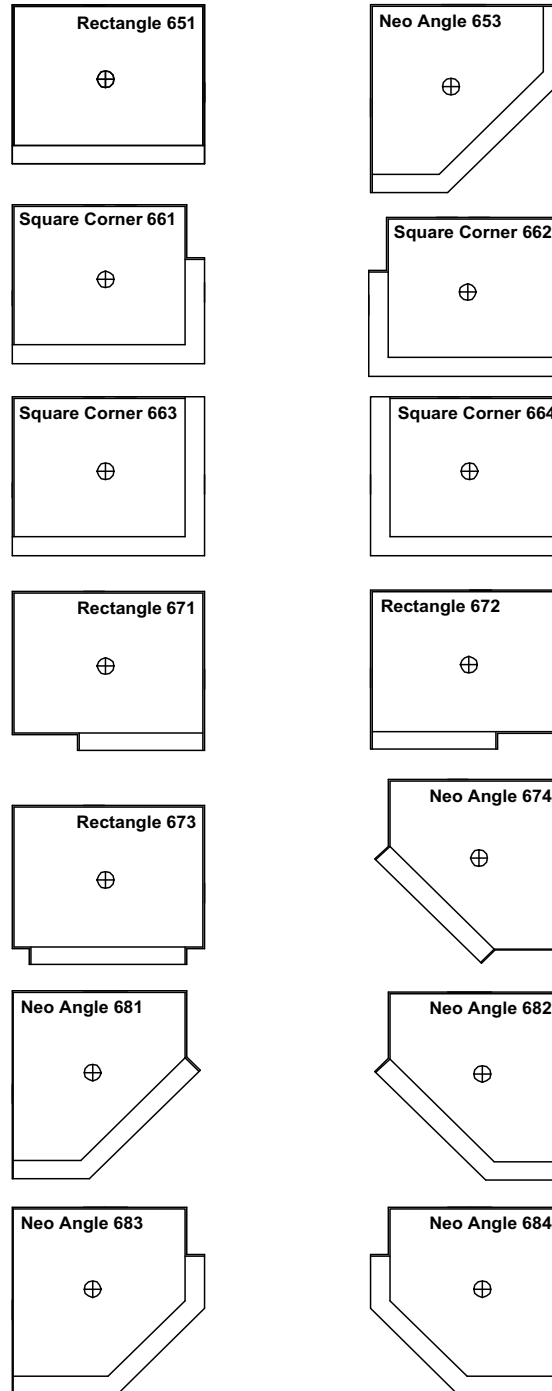 Rectangle 651
Neo Angle 653
Square Corner 661
Square Corner 662
Square Corner 663
Square Corner 664
Rectangle 671
Rectangle 672
Rectangle 673
Neo Angle 674
Neo Angle 681
Neo Angle 682
Neo Angle 683
Neo Angle 684